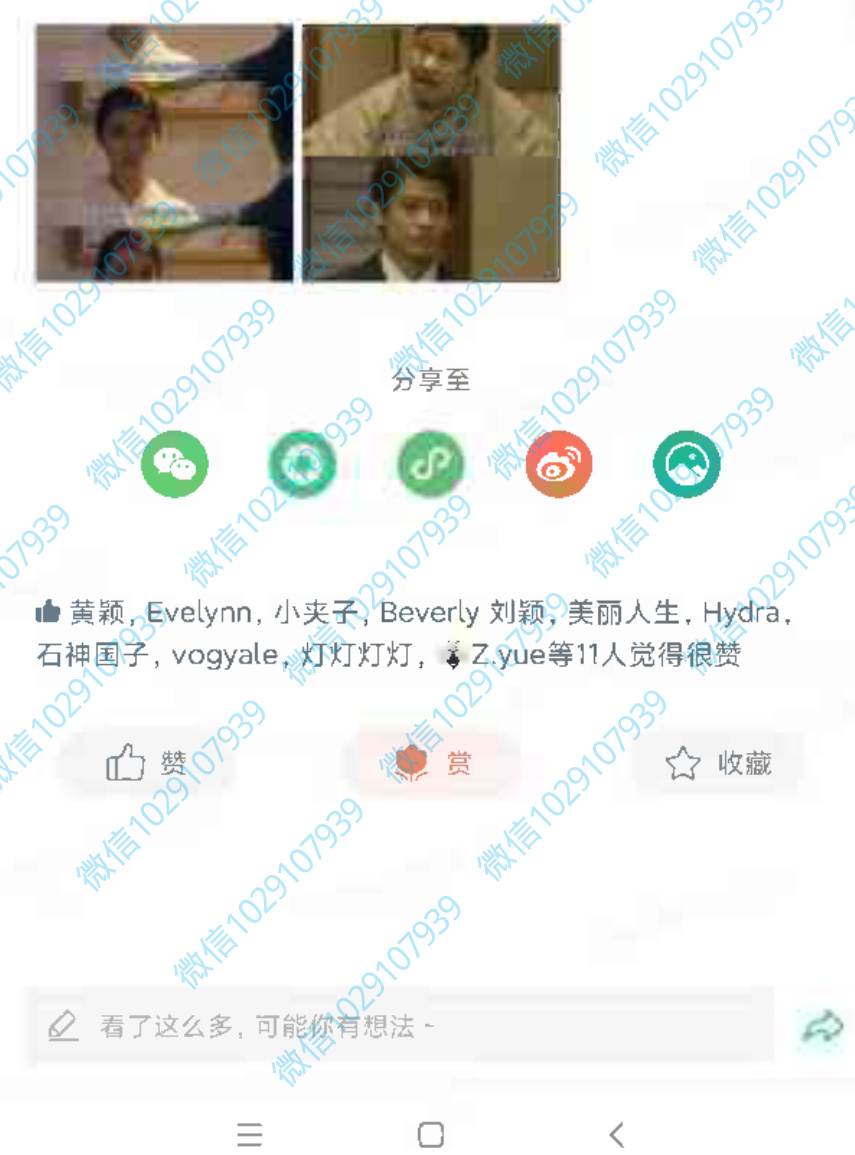 分享至
黄颖, Evelynn, 小夹子, Beverly 刘颖, 美丽人生, Hydra,
石神国子, vogyale, 灯灯灯灯, Z.yue等11人觉得很赞
赞
赏
收藏
看了这么多, 可能你有想法 ~
微信1029107939